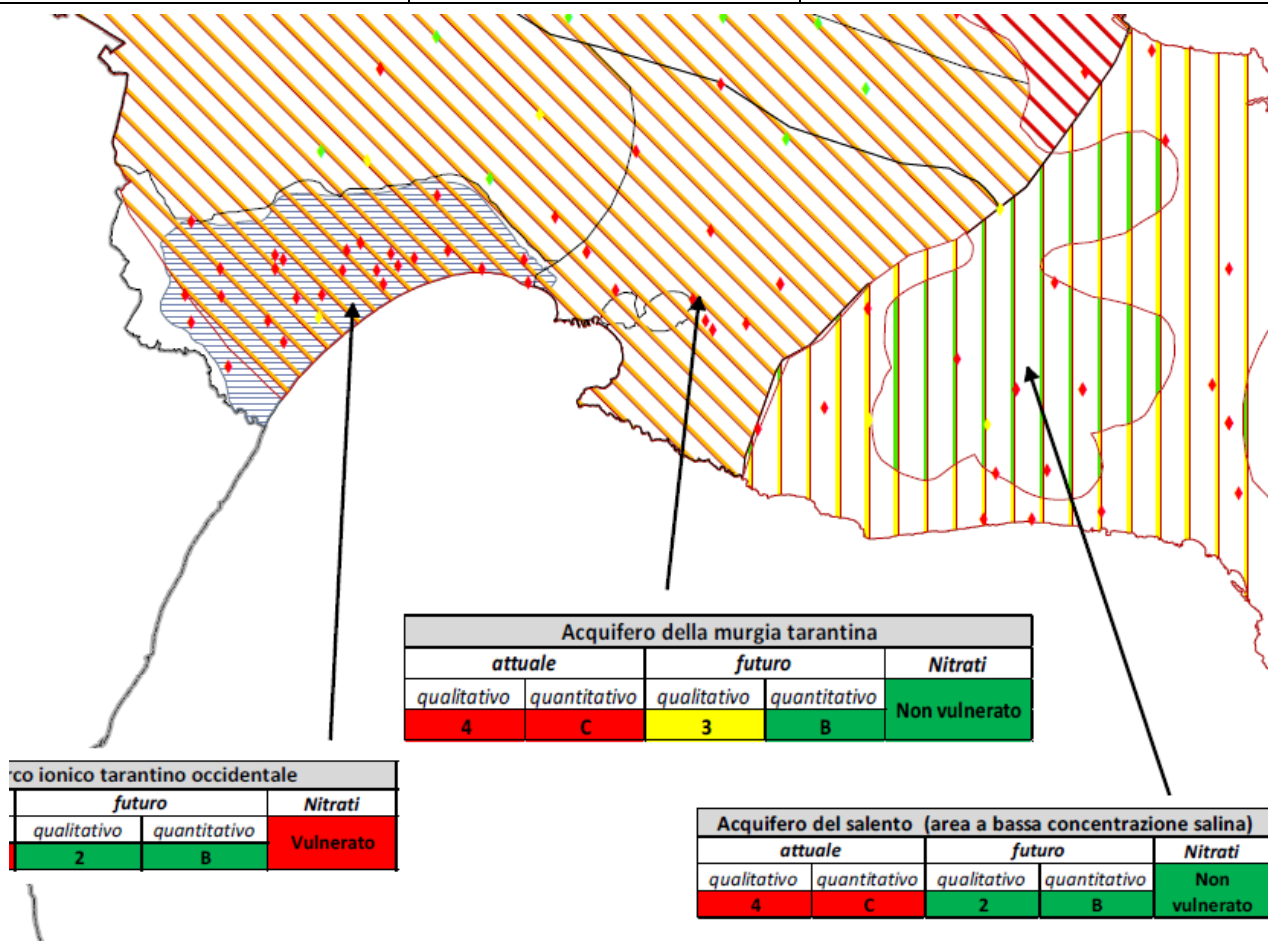 Acquifero della murgia tarantina
attuale futuro Nitrati
qualitativo quantitativo qualitativo quantitativo Non vulnerato
4 C 3 B
rco ionico tarantino occidentale
futuro Nitrati
qualitativo quantitativo Vulnerato
2 B
Acquifero del salento (area a bassa concentrazione salina)
attuale futuro Nitrati
qualitativo quantitativo qualitativo quantitativo Non
4 C 2 B vulnerato